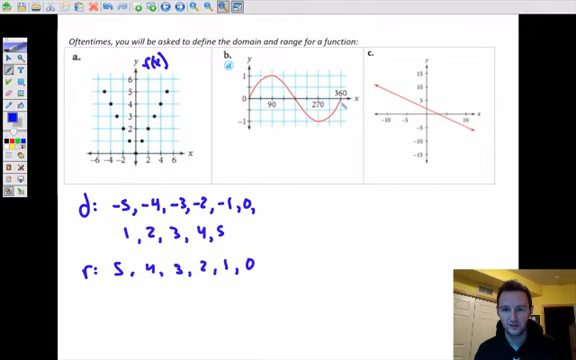 Oftentimes, you will be asked to define the domain and range for a function:
a.
f(x)
y
6
5
4
3
2
1
-6 -4 -2 0 2 4 6 x
b.
y
1
0 90 270 360 x
-1
c.
y
15
10
5
-10 -5 10 x
-5
-10
-15
d: -5, -4, -3, -2, -1, 0,
1, 2, 3, 4, 5
r: 5, 4, 3, 2, 1, 0